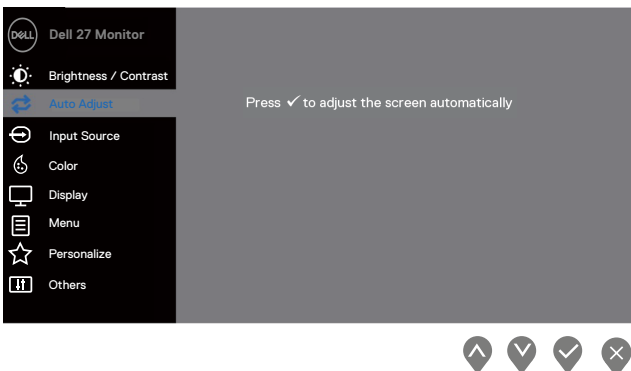 DELL
Dell 27 Monitor
Brightness / Contrast
Auto Adjust
Press ✓ to adjust the screen automatically
Input Source
Color
Display
Menu
Personalize
Others